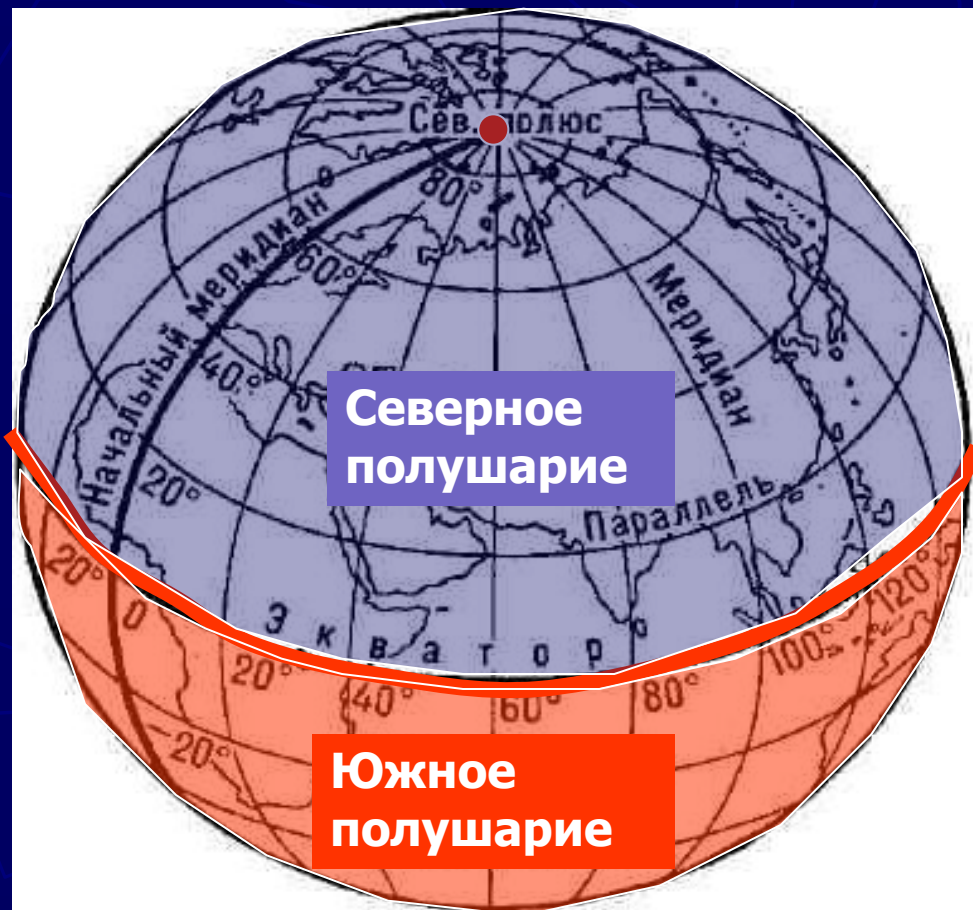 Сев. полюс
80°
Начальный меридиан
60°
Меридиан
40°
Северное
полушарие
20°
Параллель
Экватор
20°
0
20°
40°
60°
80°
100°
120°
20°
Южное
полушарие